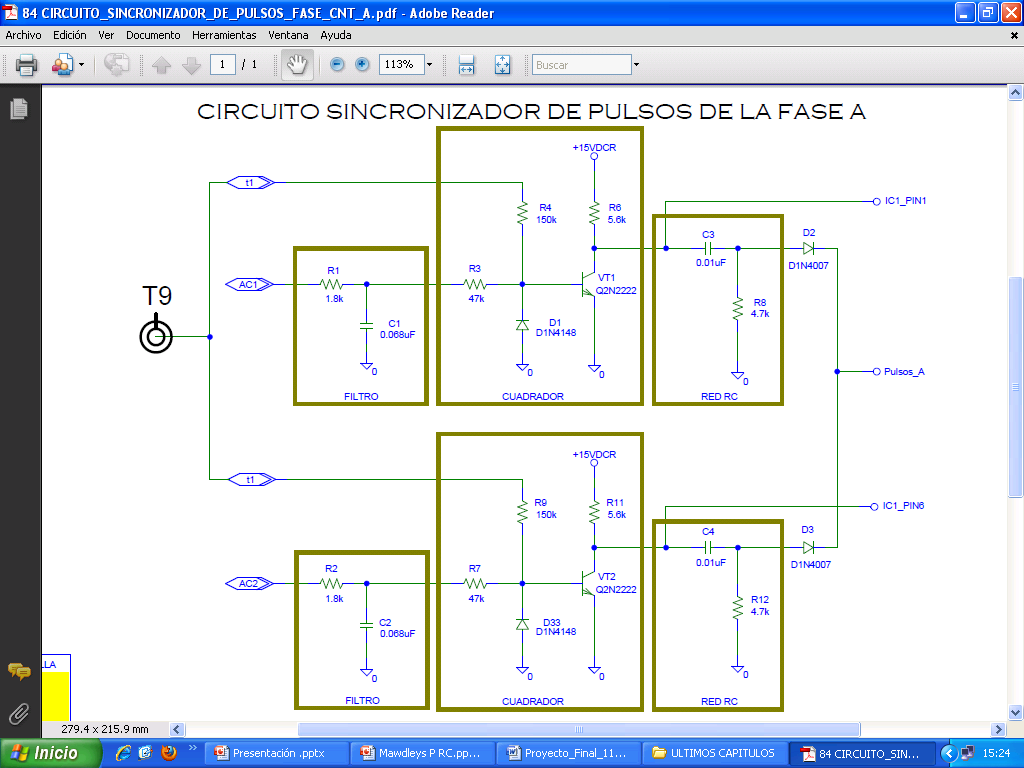 84 CIRCUITO_SINCRONIZADOR_DE_PULSOS_FASE_CNT_A.pdf - Adobe Reader
Archivo Edición Ver Documento Herramientas Ventana Ayuda
1 / 1 113% Buscar
CIRCUITO SINCRONIZADOR DE PULSOS DE LA FASE A
+15VDCR
t1
R4
150k
R6
5.6k
IC1_PIN1
C3
0.01uF
D2
D1N4007
R1
1.8k
AC1
R3
47k
VT1
Q2N2222
T9
C1
0.068uF
D1
D1N4148
R8
4.7k
0
0
0
0
Pulsos_A
FILTRO
CUADRADOR
RED RC
+15VDCR
t1
R9
150k
R11
5.6k
IC1_PIN6
C4
0.01uF
D3
D1N4007
R2
1.8k
AC2
R7
47k
VT2
Q2N2222
C2
0.068uF
D33
D1N4148
R12
4.7k
0
0
0
0
LLA
FILTRO
CUADRADOR
RED RC
279.4 x 215.9 mm
Inicio
Presentación .pptx
Mawdleys P RC.pp...
Proyecto_Final_11...
ULTIMOS CAPITULOS
84 CIRCUITO_SIN...
15:24